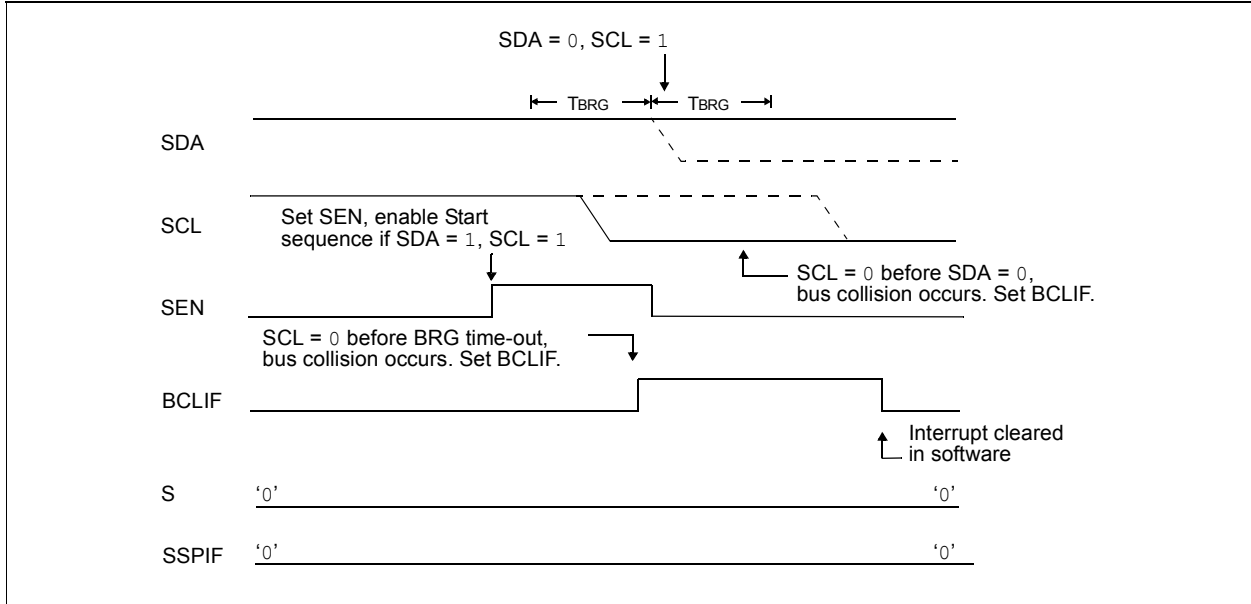 SDA = 0, SCL = 1
TBRG TBRG
SDA
SCL
Set SEN, enable Start
sequence if SDA = 1, SCL = 1
SCL = 0 before SDA = 0,
bus collision occurs. Set BCLIF.
SEN
SCL = 0 before BRG time-out,
bus collision occurs. Set BCLIF.
BCLIF
Interrupt cleared
in software
S ‘0’ ‘0’
SSPIF ‘0’ ‘0’